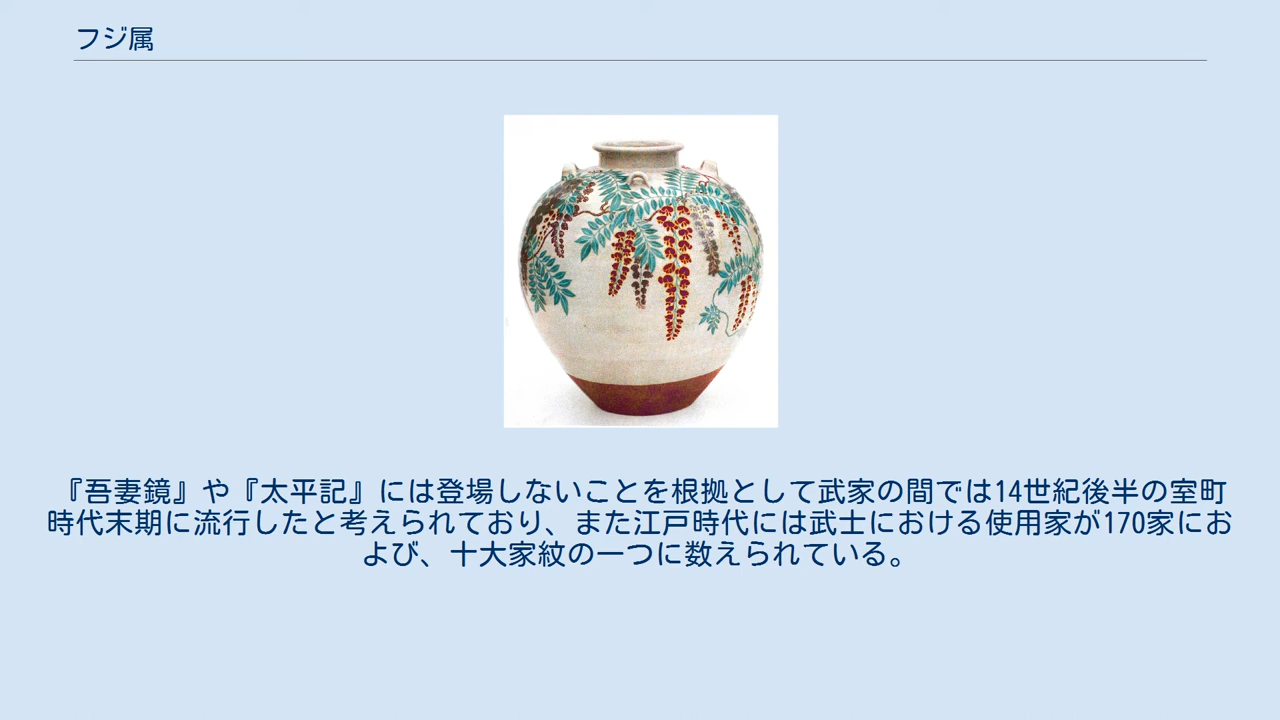 フジ属
『吾妻鏡』や『太平記』には登場しないことを根拠として武家の間では14世紀後半の室町
時代末期に流行したと考えられており、また江戸時代には武士における使用家が170家にお
よび、十大家紋の一つに数えられている。